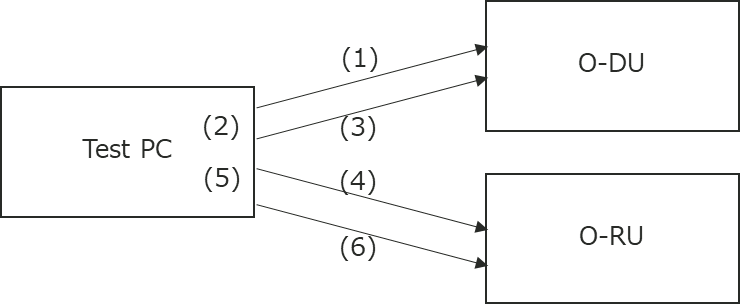 (1)
O-DU
(2)
(3)
Test PC
(5)
(4)
O-RU
(6)